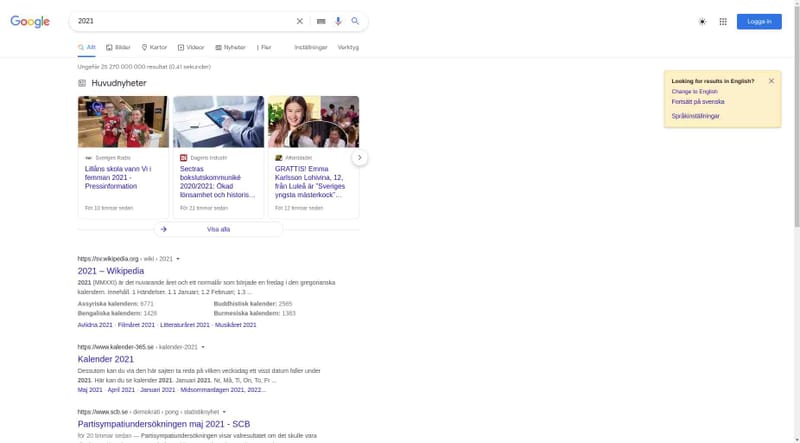 Google
2021
Logga in
Allt
Bilder
Kartor
Videor
Nyheter
Fler
Inställningar
Verktyg
Ungefär 25 270 000 000 resultat (0,41 sekunder)
Looking for results in English?
Change to English
Fortsätt på svenska
Språkinställningar
Huvudnyheter
Sveriges Radio
Lillåns skola vann Vi i
femman 2021 -
Pressinformation
För 10 timmar sedan
Dagens Industri
Sectras
bokslutskommuniké
2020/2021: Ökad
lönsamhet och historis...
För 21 timmar sedan
Aftonbladet
GRATTIS! Emma
Karlsson Lohivina, 12,
från Luleå är "Sveriges
yngsta mästerkock"...
För 12 timmar sedan
Visa alla
https://sv.wikipedia.org › wiki › 2021
2021 – Wikipedia
2021 (MMXXI) är det nuvarande året och ett normalår som började en fredag i den gregorianska
kalendern. Innehåll. 1 Händelser. 1.1 Januari; 1.2 Februari; 1.3 ...
Assyriska kalendern: 6771
Buddhistisk kalender: 2565
Bengaliska kalendern: 1428
Burmesiska kalender: 1383
Avlidna 2021 · Filmåret 2021 · Litteraturåret 2021 · Musikåret 2021
https://www.kalender-365.se › kalender-2021
Kalender 2021
Dessutom kan du via den här sajten ta reda på vilken veckodag ett visst datum faller under
2021. Här kan du se kalender 2021. Januari 2021. Nr, Må, Ti, On, To, Fr ...
Maj 2021 · April 2021 · Januari 2021 · Midsommardagen 2021, 2022...
https://www.scb.se › demokrati › pong › statistiknyhet
Partisympatiundersökningen maj 2021 - SCB
för 20 timmar sedan — Partisympatiundersökningen visar valresultatet om det skulle vara